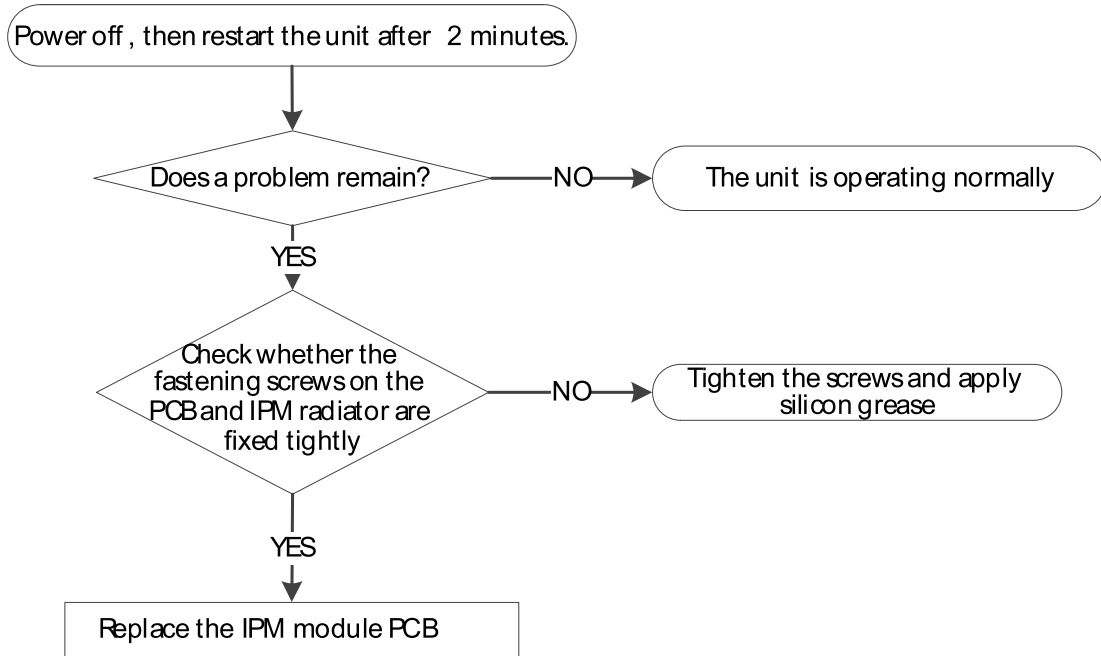 Power off, then restart the unit after 2 minutes.
Does a problem remain?
NO
The unit is operating normally
YES
Check whether the
fastening screws on the
PCB and IPM radiator are
fixed tightly
NO
Tighten the screws and apply
silicon grease
YES
Replace the IPM module PCB